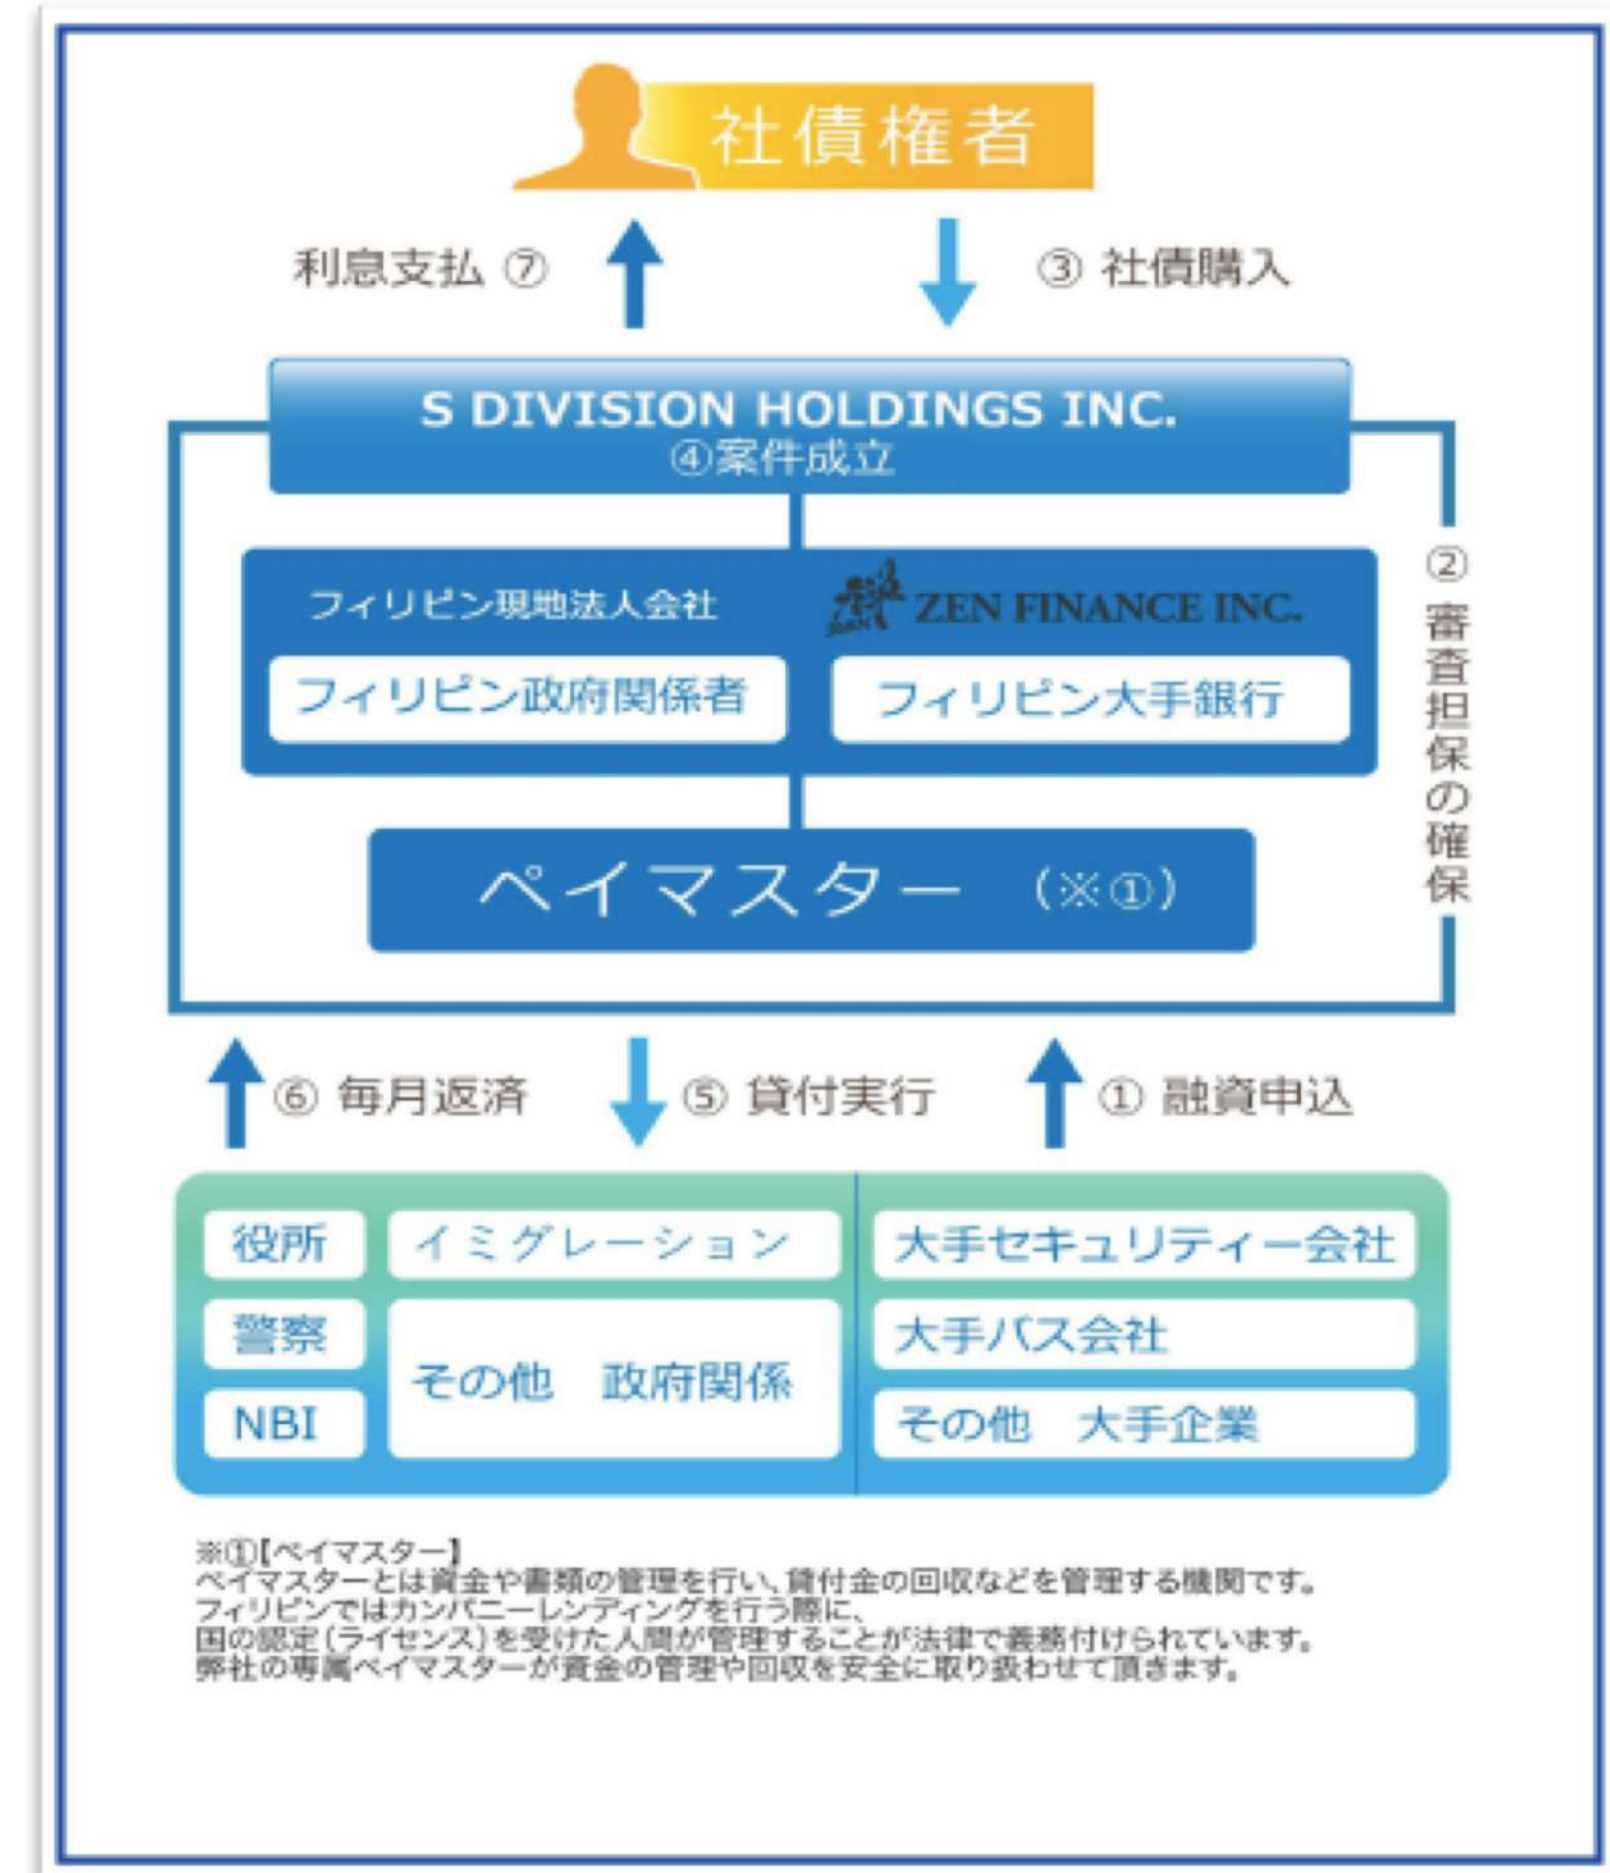 社債権者
利息支払 ⑦
③ 社債購入
S DIVISION HOLDINGS INC.
④案件成立
フィリピン現地法人会社
ZEN FINANCE INC.
フィリピン政府関係者
フィリピン大手銀行
② 審査担保の確保
ペイマスター （※①）
⑥ 毎月返済
⑤ 貸付実行
① 融資申込
役所
イミグレーション
大手セキュリティー会社
警察
その他　政府関係
大手バス会社
NBI
その他　大手企業
※①【ペイマスター】
ペイマスターとは資金や書類の管理を行い、貸付金の回収などを管理する機関です。
フィリピンではカンパニーレンディングを行う際に、
国の認定（ライセンス）を受けた人間が管理することが法律で義務付けられています。
弊社の専属ペイマスターが資金の管理や回収を安全に取り扱わせて頂きます。